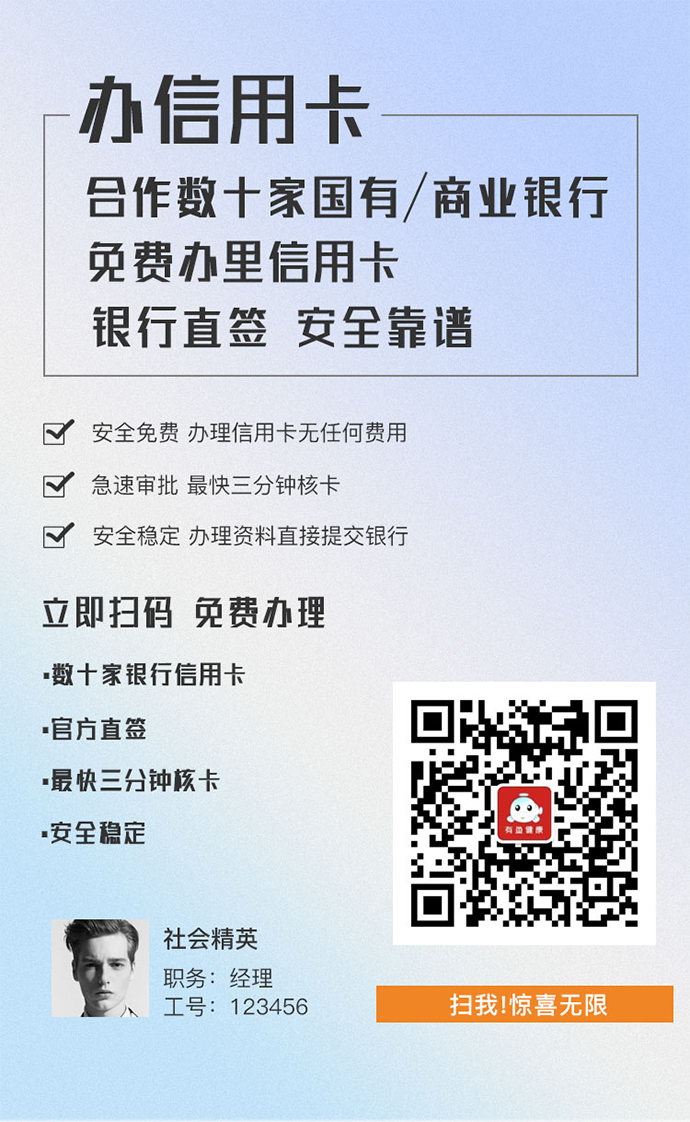 办信用卡
合作数十家国有/商业银行
免费办里信用卡
银行直签 安全靠谱
安全免费 办理信用卡无任何费用
急速审批 最快三分钟核卡
安全稳定 办理资料直接提交银行
立即扫码 免费办理
·数十家银行信用卡
·官方直签
·最快三分钟核卡
·安全稳定
有鱼健康
社会精英
职务：经理
工号：123456
扫我!惊喜无限